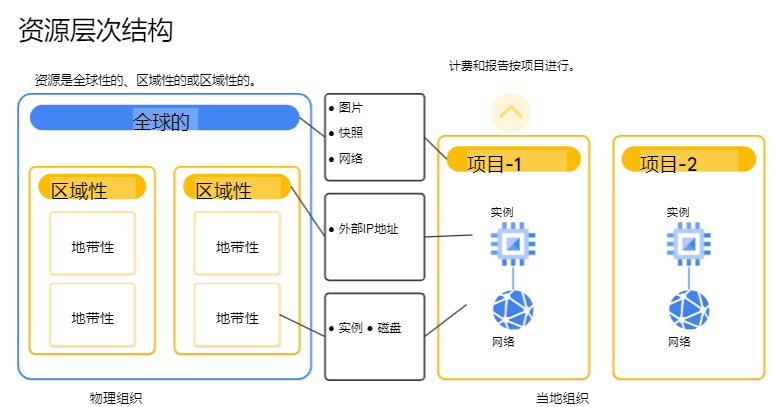 资源层次结构
资源是全球性的、区域性的或区域性的。
计费和报告按项目进行。
全球的
区域性
地带性
地带性
区域性
地带性
地带性
● 图片
● 快照
● 网络
● 外部IP地址
● 实例 ● 磁盘
项目-1
实例
网络
项目-2
实例
网络
物理组织
当地组织